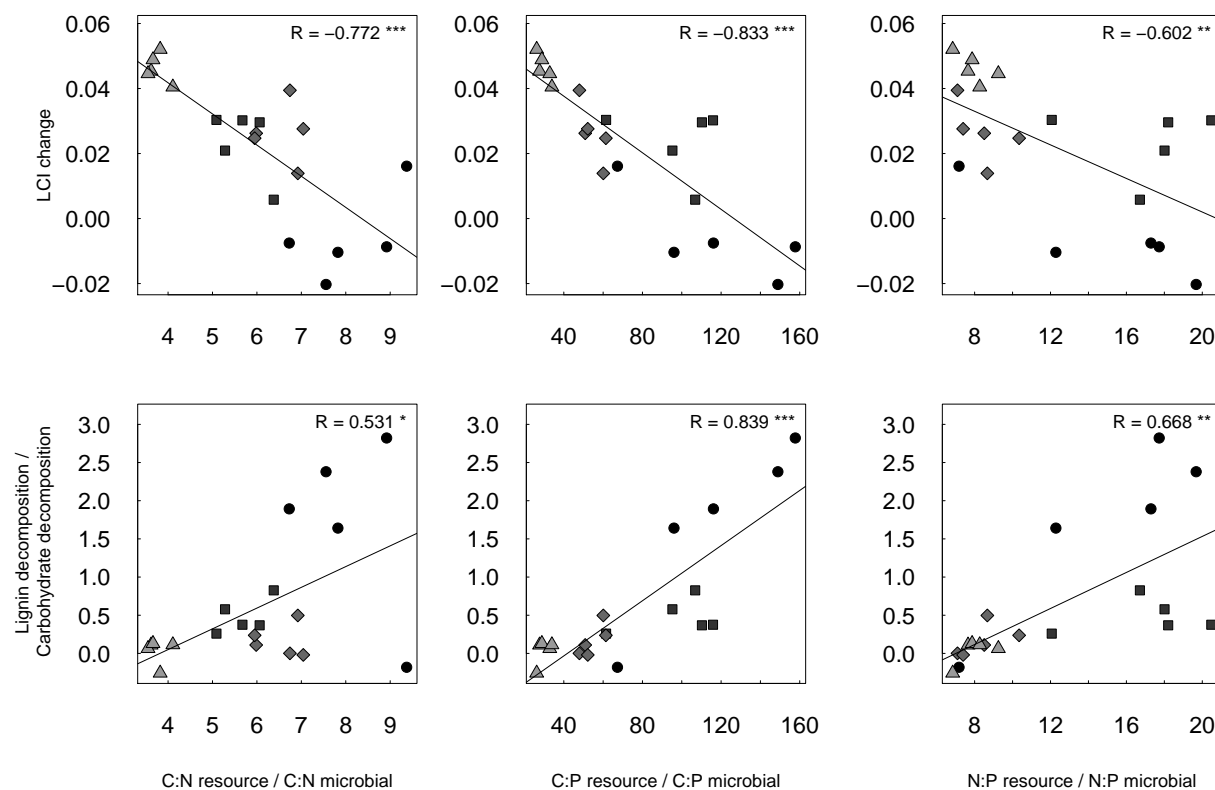 R = −0.772 ***
R = −0.833 ***
R = −0.602 **
LCI change
0.06
0.04
0.02
0.00
−0.02
0.06
0.04
0.02
0.00
−0.02
0.06
0.04
0.02
0.00
−0.02
4 5 6 7 8 9
40 80 120 160
8 12 16 20
R = 0.531 *
R = 0.839 ***
R = 0.668 **
Lignin decomposition /
Carbohydrate decomposition
3.0
2.5
2.0
1.5
1.0
0.5
0.0
3.0
2.5
2.0
1.5
1.0
0.5
0.0
3.0
2.5
2.0
1.5
1.0
0.5
0.0
4 5 6 7 8 9
40 80 120 160
8 12 16 20
C:N resource / C:N microbial
C:P resource / C:P microbial
N:P resource / N:P microbial